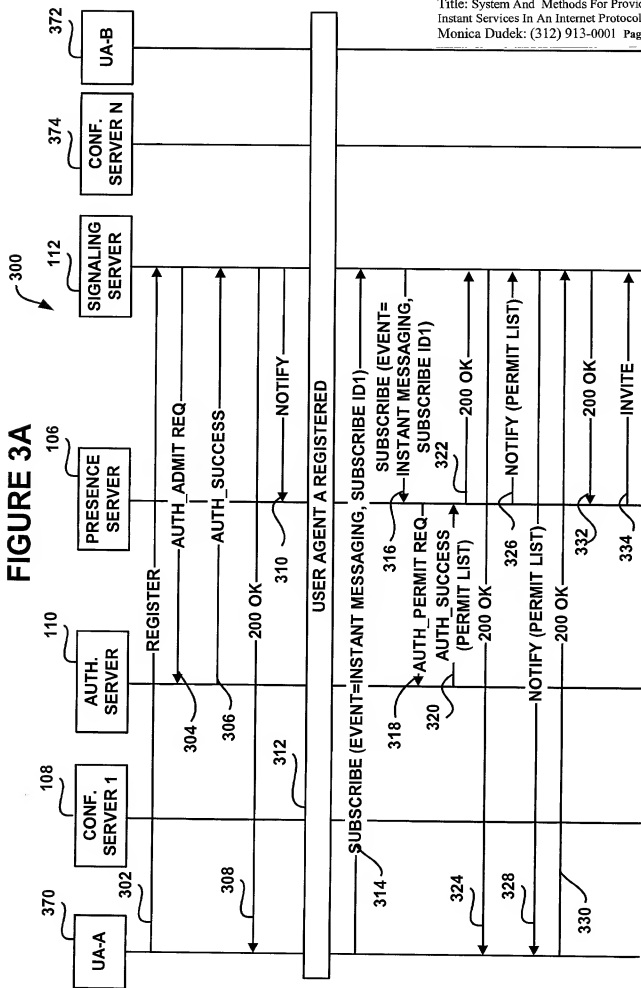 Title: System And Methods For Provid
Instant Services In An Internet Protocol
Monica Dudek: (312) 913-0001 Pag
FIGURE 3A
300
370
UA-A
108
CONF.
SERVER 1
110
AUTH.
SERVER
106
PRESENCE
SERVER
112
SIGNALING
SERVER
374
CONF.
SERVER N
372
UA-B
302
REGISTER
304
AUTH_ADMIT REQ
306
AUTH_SUCCESS
308
200 OK
310
NOTIFY
312
USER AGENT A REGISTERED
314
SUBSCRIBE (EVENT=INSTANT MESSAGING, SUBSCRIBE ID1)
316
SUBSCRIBE (EVENT=
INSTANT MESSAGING,
SUBSCRIBE ID1)
318
AUTH_PERMIT REQ
320
AUTH_SUCCESS
(PERMIT LIST)
322
200 OK
324
200 OK
326
NOTIFY (PERMIT LIST)
328
NOTIFY (PERMIT LIST)
330
200 OK
332
200 OK
334
INVITE